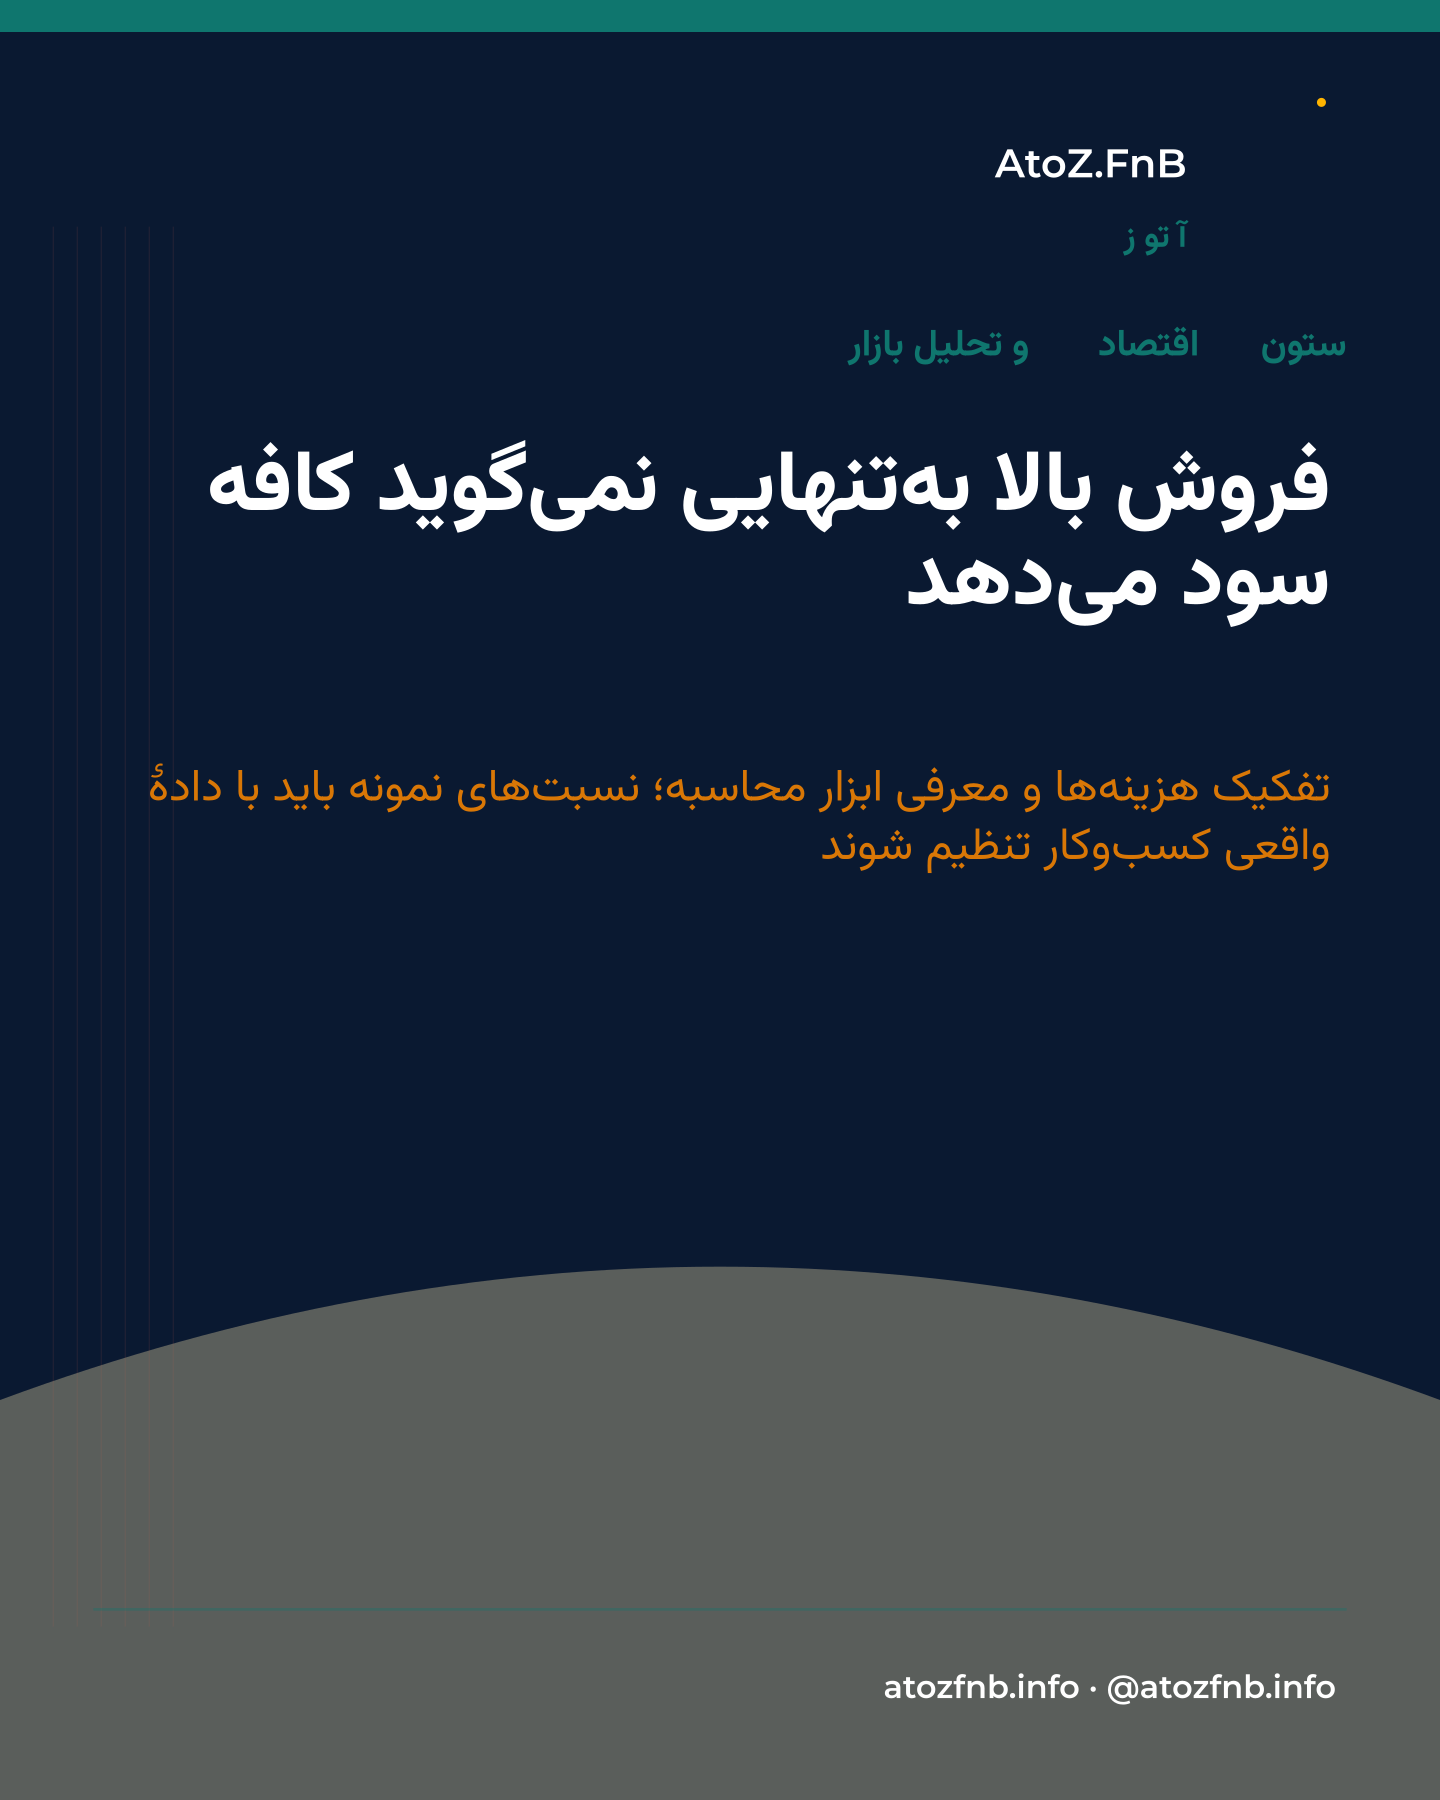 AtoZ.FnB
آ تو ز
ستون اقتصاد و تحلیل بازار
فروش بالا به‌تنهایی نمی‌گوید کافه
سود می‌دهد
تفکیک هزینه‌ها و معرفی ابزار محاسبه؛ نسبت‌های نمونه باید با دادهٔ
واقعی کسب‌وکار تنظیم شوند
atozfnb.info · @atozfnb.info